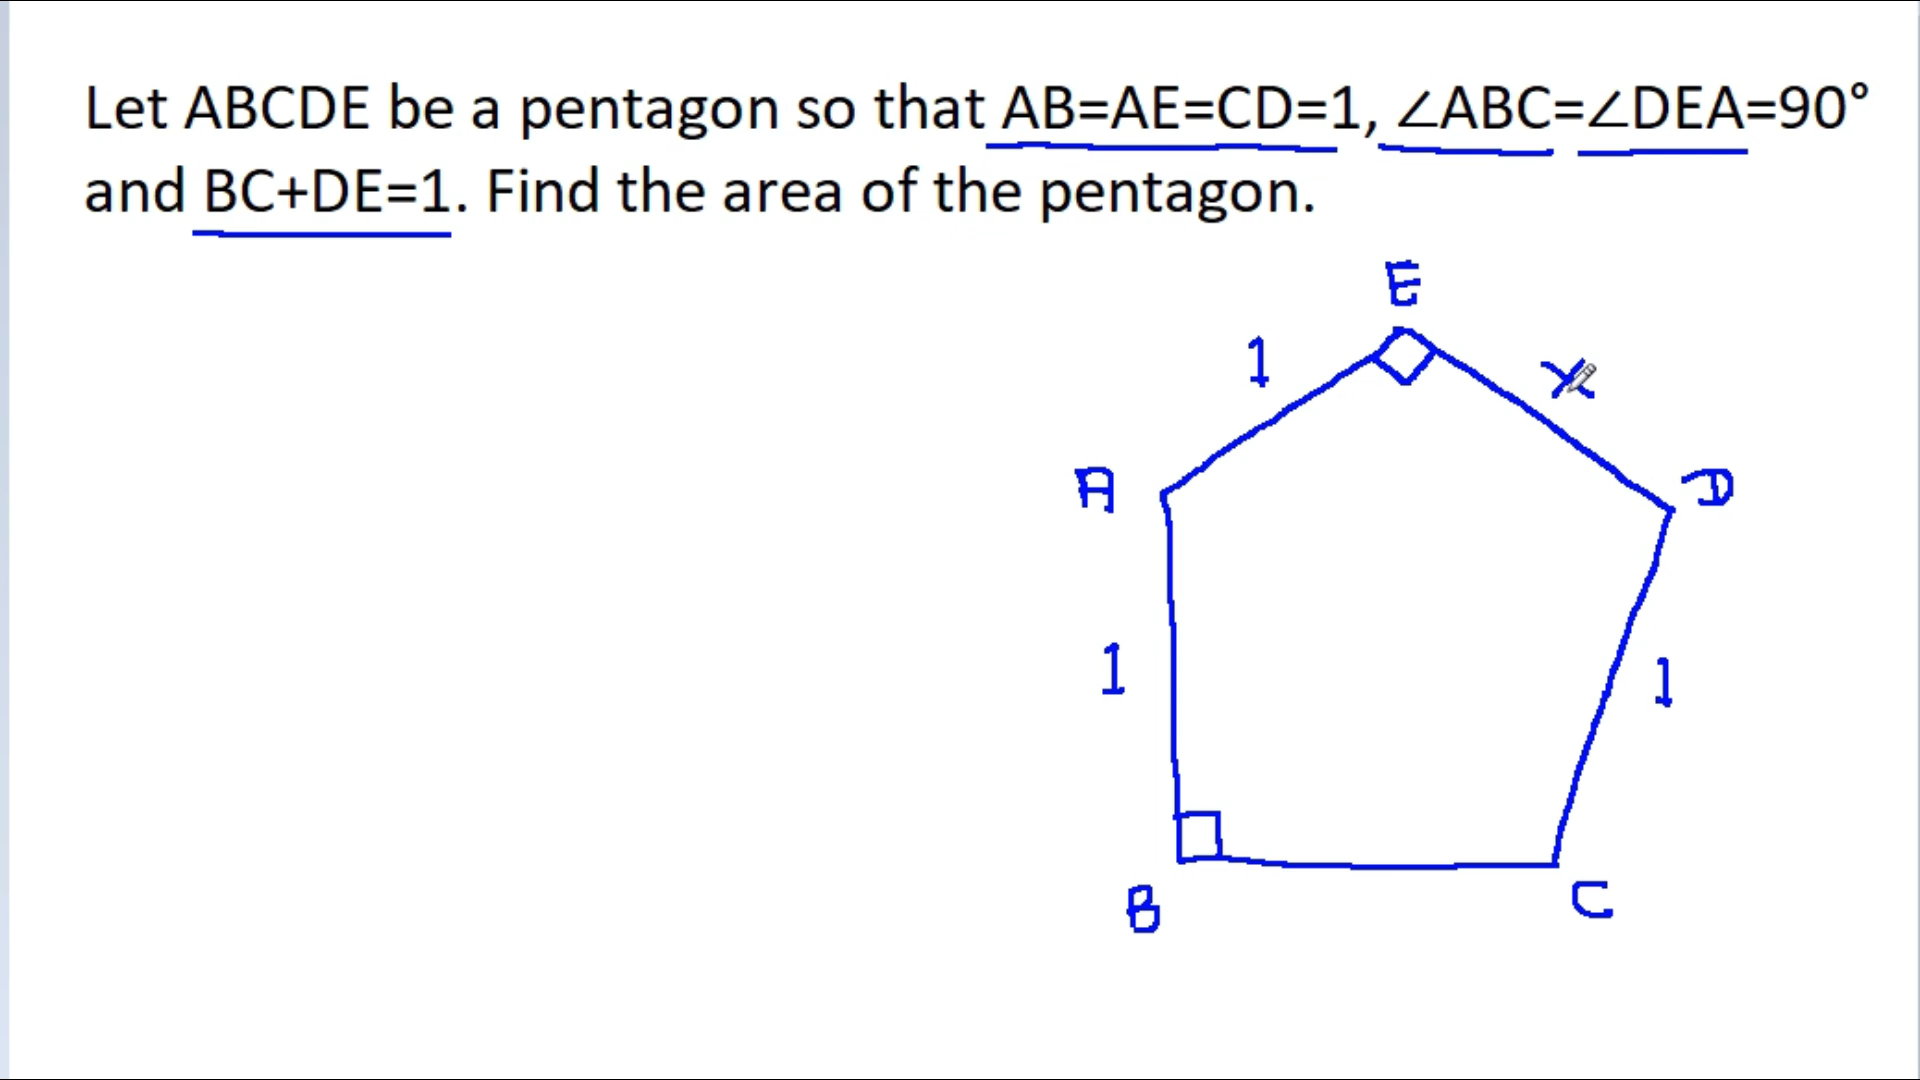 Let ABCDE be a pentagon so that AB=AE=CD=1, ∠ABC=∠DEA=90°
and BC+DE=1. Find the area of the pentagon.
E
1
x
A
D
1
1
B
C